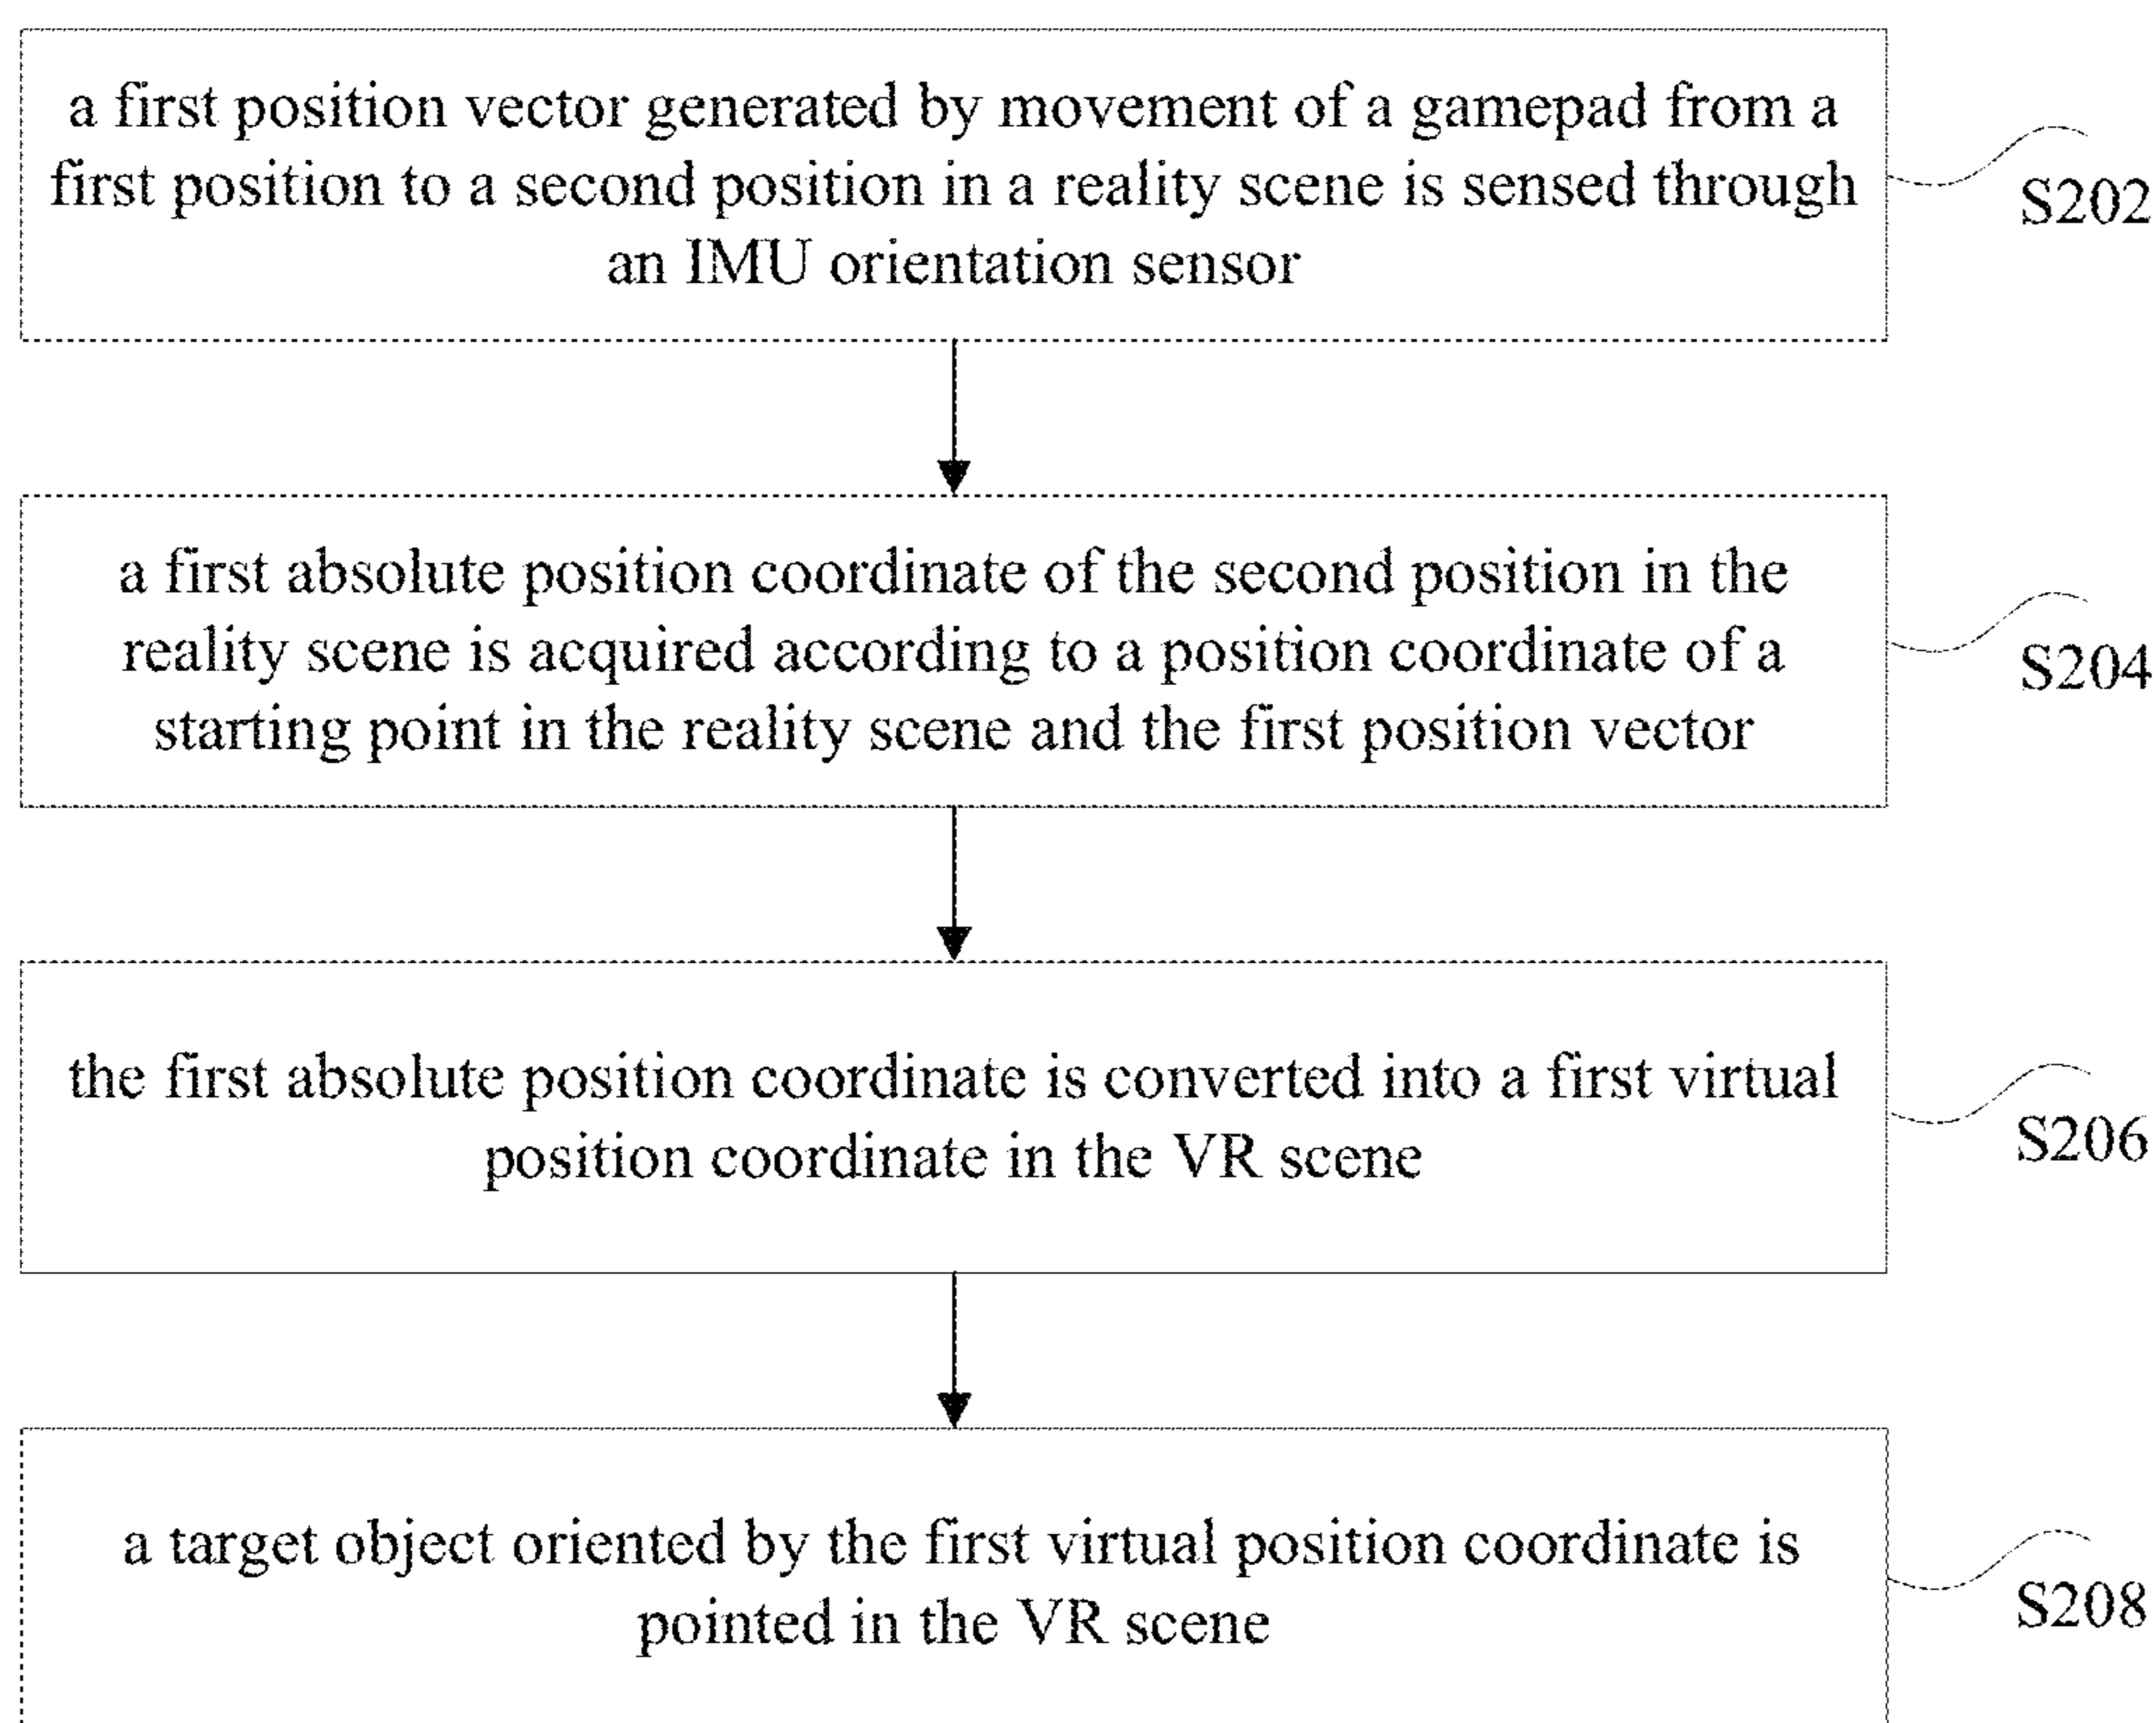 a first position vector generated by movement of a gamepad from a
first position to a second position in a reality scene is sensed through
an IMU orientation sensor
S202
a first absolute position coordinate of the second position in the
reality scene is acquired according to a position coordinate of a
starting point in the reality scene and the first position vector
S204
the first absolute position coordinate is converted into a first virtual
position coordinate in the VR scene
S206
a target object oriented by the first virtual position coordinate is
pointed in the VR scene
S208